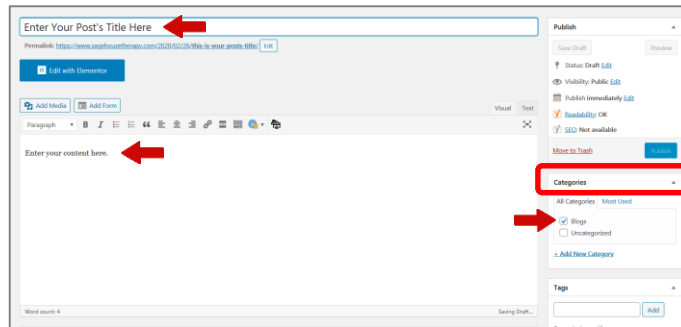 Enter Your Post's Title Here
Permalink: https://www.sagehousetherapy.com/2020/02/26/this-is-your-posts-title/ Edit
Edit with Elementor
Add Media Add Form
Visual Text
Paragraph
Enter your content here.
Word count: 4
Saving Draft...
Publish
Save Draft Preview
Status: Draft Edit
Visibility: Public Edit
Publish immediately Edit
Readability: OK
SEO: Not available
Move to Trash Publish
Categories
All Categories Most Used
Blogs
Uncategorized
+ Add New Category
Tags
Add